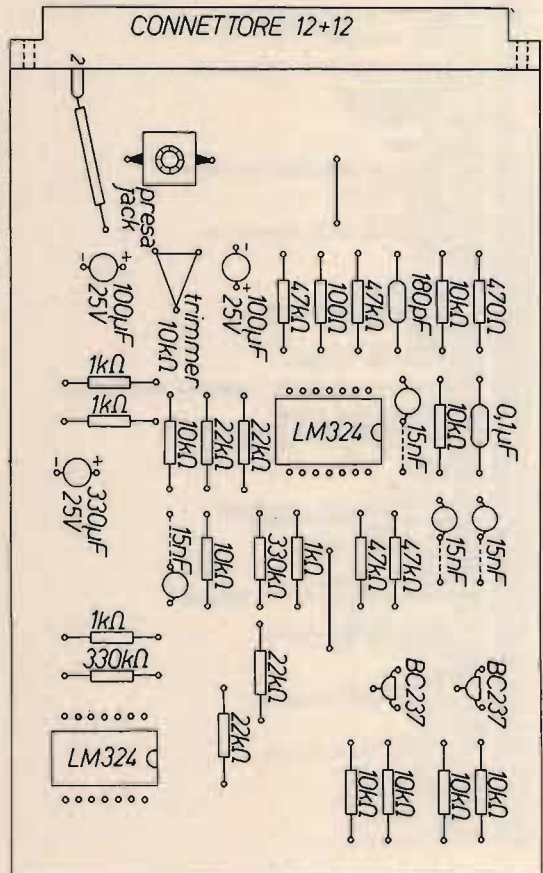 CONNETTORE 12+12
2
presa
jack
-
+
100µF
25V
trimmer
10kΩ
-
+
100µF
25V
47kΩ
100Ω
47kΩ
180pF
10kΩ
470Ω
1kΩ
1kΩ
10kΩ
22kΩ
22kΩ
LM324
15nF
10kΩ
0,1µF
-
+
330µF
25V
15nF
10kΩ
330kΩ
1kΩ
47kΩ
47kΩ
15nF
15nF
1kΩ
330kΩ
22kΩ
22kΩ
BC237
BC237
LM324
10kΩ
10kΩ
10kΩ
10kΩ